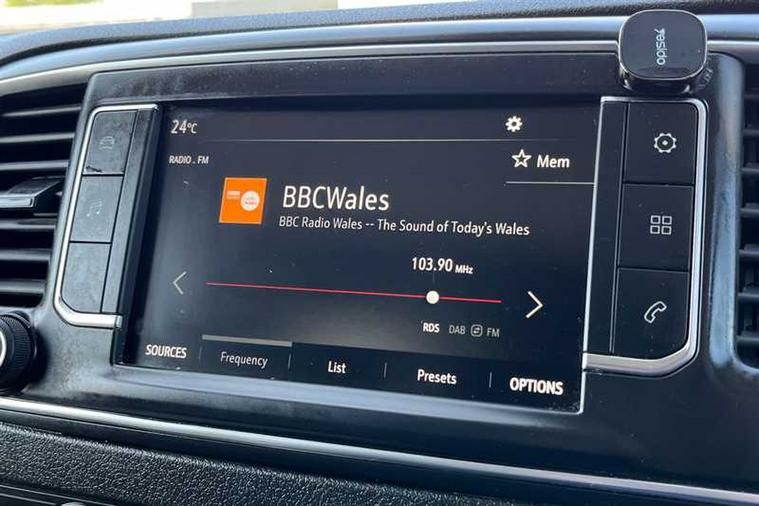 yesido
24°C
RADIO . FM
Mem
BBCWales
BBC Radio Wales -- The Sound of Today's Wales
103.90 MHz
RDS DAB FM
SOURCES
Frequency
List
Presets
OPTIONS